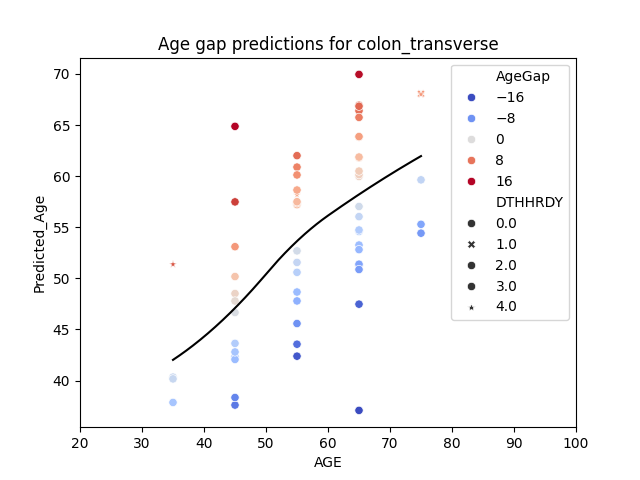 Age gap predictions for colon_transverse
Predicted_Age
70
65
60
55
50
45
40
20 30 40 50 60 70 80 90 100
AGE
AgeGap
−16
−8
0
8
16
DTHHRDY
0.0
1.0
2.0
3.0
4.0